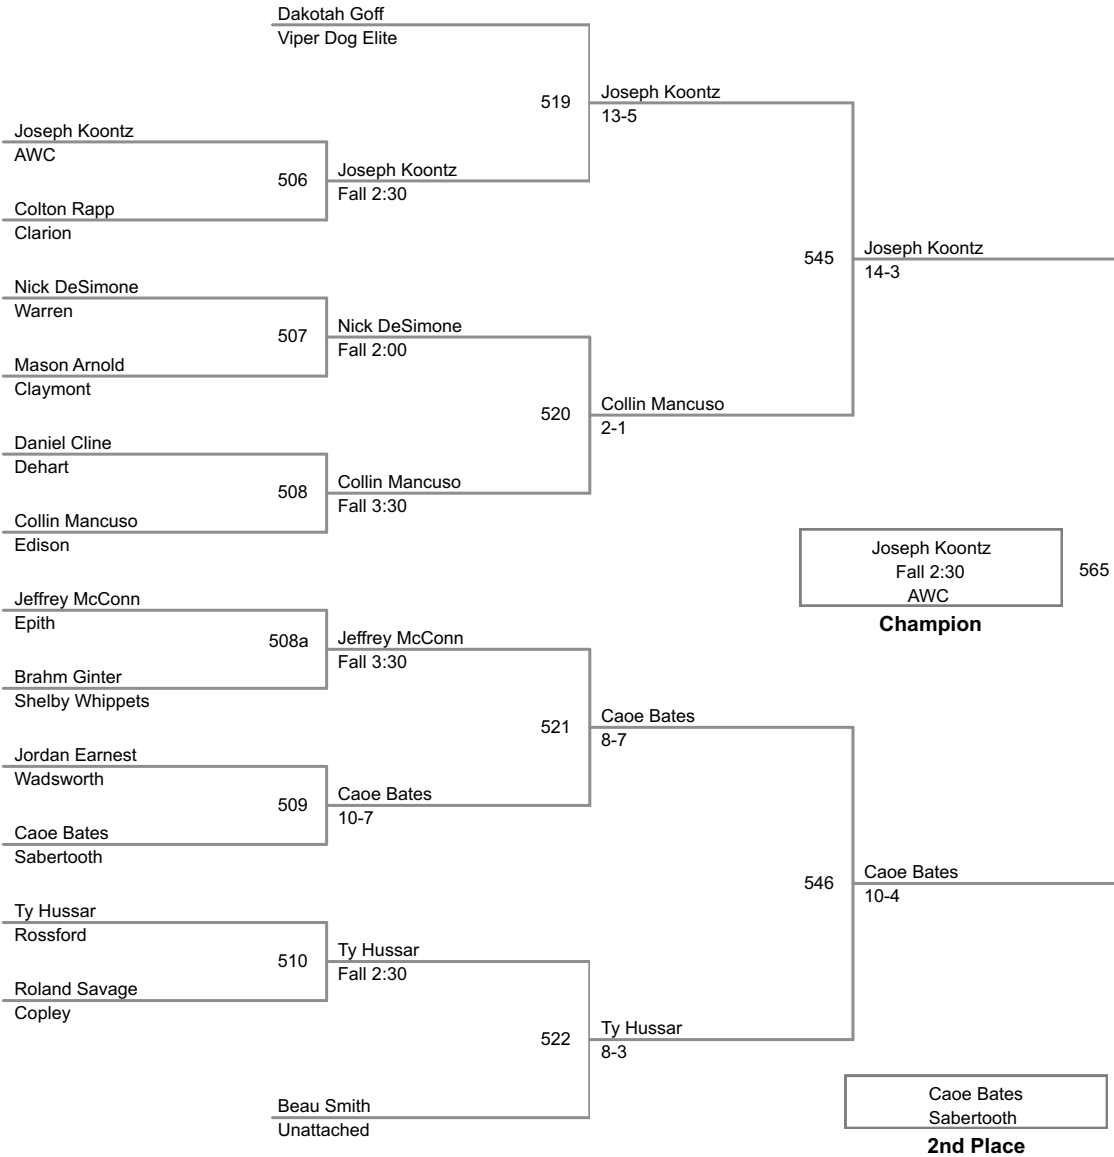 Dakotah Goff
Viper Dog Elite
519
Joseph Koontz
13-5
Joseph Koontz
AWC
506
Joseph Koontz
Fall 2:30
Colton Rapp
Clarion
545
Joseph Koontz
14-3
Nick DeSimone
Warren
507
Nick DeSimone
Fall 2:00
Mason Arnold
Claymont
520
Collin Mancuso
2-1
Daniel Cline
Dehart
508
Collin Mancuso
Fall 3:30
Collin Mancuso
Edison
Joseph Koontz
Fall 2:30
AWC
565
Champion
Jeffrey McConn
Epith
508a
Jeffrey McConn
Fall 3:30
Brahm Ginter
Shelby Whippets
521
Caoe Bates
8-7
Jordan Earnest
Wadsworth
509
Caoe Bates
10-7
Caoe Bates
Sabertooth
546
Caoe Bates
10-4
Ty Hussar
Rossford
510
Ty Hussar
Fall 2:30
Roland Savage
Copley
522
Ty Hussar
8-3
Beau Smith
Unattached
Caoe Bates
Sabertooth
2nd Place